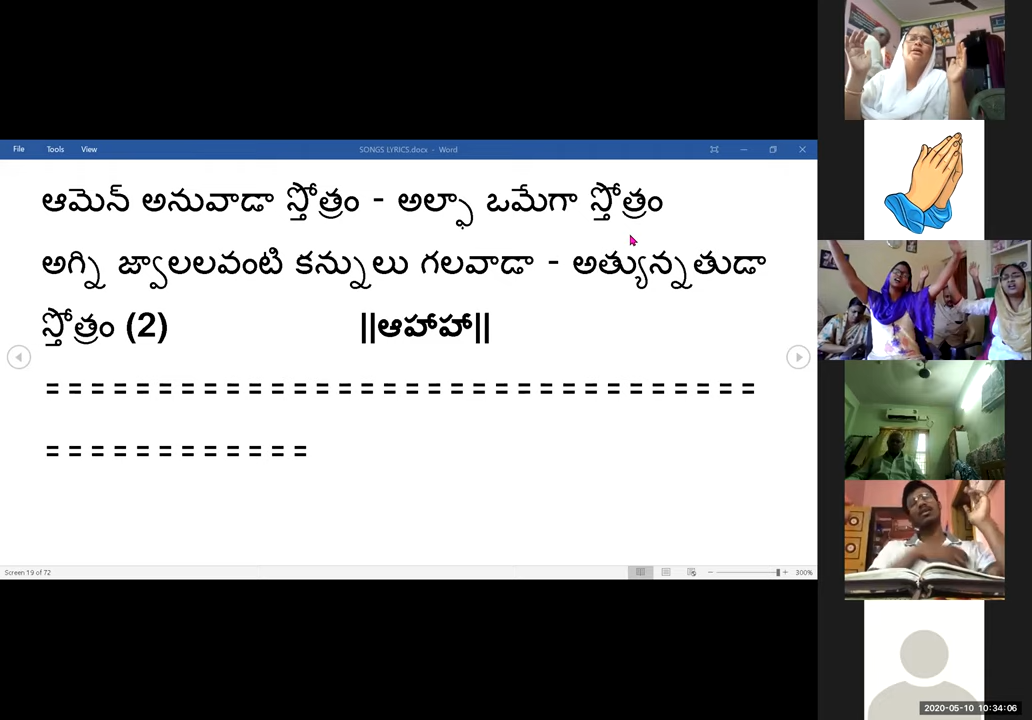 File Tools View SONGS LYRICS.docx - Word
ఆమెన్ అనువాడా స్తోత్రం - అల్ఫా ఒమేగా స్తోత్రం
అగ్ని జ్వాలలవంటి కన్నులు గలవాడా - అత్యున్నతుడా
స్తోత్రం (2) ||ఆహాహా||
= = = = = = = = = = = = = = = = = = = = = = = = = = = = = = = =
= = = = = = = = = = = =
Screen 19 of 72 300%
2020-05-10 10:34:06